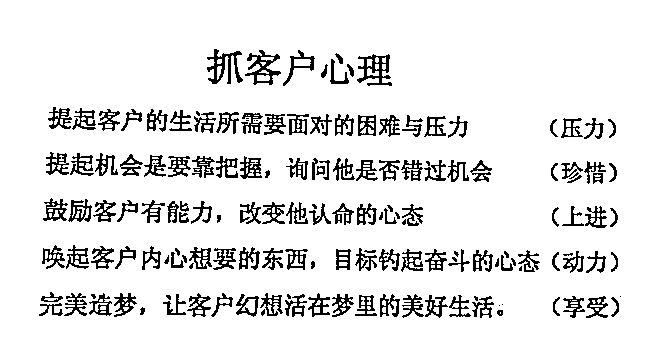 抓客户心理
提起客户的生活所需要面对的困难与压力 （压力）
提起机会是要靠把握，询问他是否错过机会 （珍惜）
鼓励客户有能力，改变他认命的心态 （上进）
唤起客户内心想要的东西，目标钓起奋斗的心态（动力）
完美造梦，让客户幻想活在梦里的美好生活。 （享受）